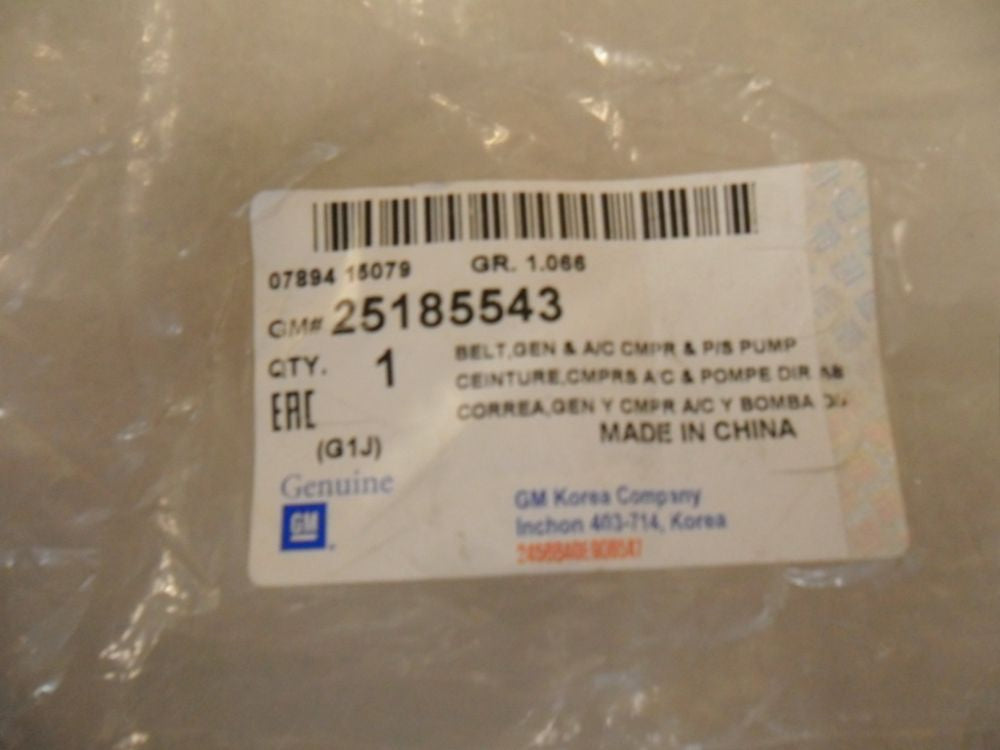 07894 15079 GR. 1.066
GM# 25185543
QTY. 1
BELT,GEN & A/C CMPR & P/S PUMP
CEINTURE,CMPRS A/C & POMPE DIR AS
CORREA,GEN Y CMPR A/C Y BOMBA
EAC
MADE IN CHINA
(G1J)
Genuine
GM
GM Korea Company
Inchon 403-714, Korea